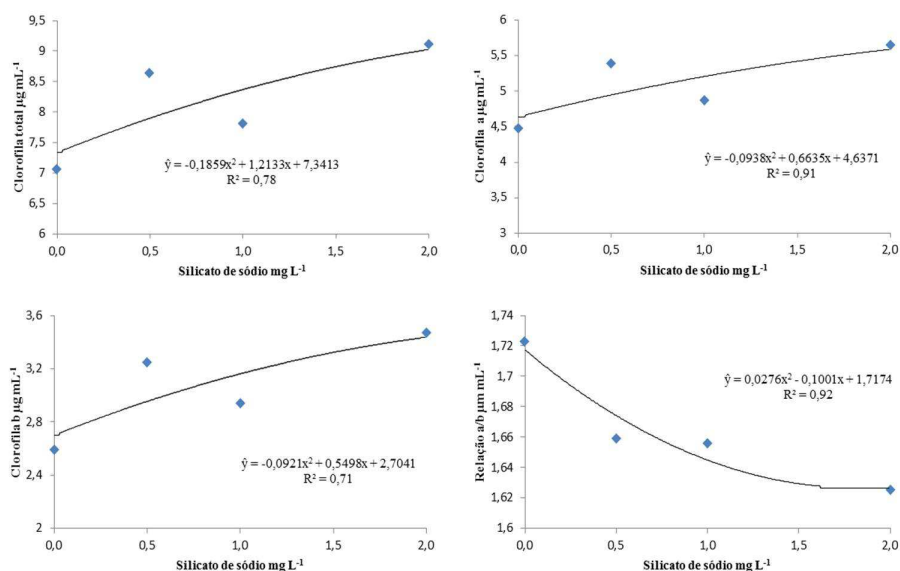 Clorofila total µg mL⁻¹
9,5
9
8,5
8
7,5
7
6,5
6
ŷ = -0,1859x² + 1,2133x + 7,3413
R² = 0,78
0,0 0,5 1,0 1,5 2,0
Silicato de sódio mg L⁻¹
Clorofila a µg mL⁻¹
6
5,5
5
4,5
4
3,5
3
ŷ = -0,0938x² + 0,6635x + 4,6371
R² = 0,91
0,0 0,5 1,0 1,5 2,0
Silicato de sódio mg L⁻¹
Clorofila b µg mL⁻¹
3,6
3,2
2,8
2,4
2
ŷ = -0,0921x² + 0,5498x + 2,7041
R² = 0,71
0,0 0,5 1,0 1,5 2,0
Silicato de sódio mg L⁻¹
Relação a/b µm mL⁻¹
1,74
1,72
1,7
1,68
1,66
1,64
1,62
1,6
ŷ = 0,0276x² - 0,1001x + 1,7174
R² = 0,92
0,0 0,5 1,0 1,5 2,0
Silicato de sódio mg L⁻¹